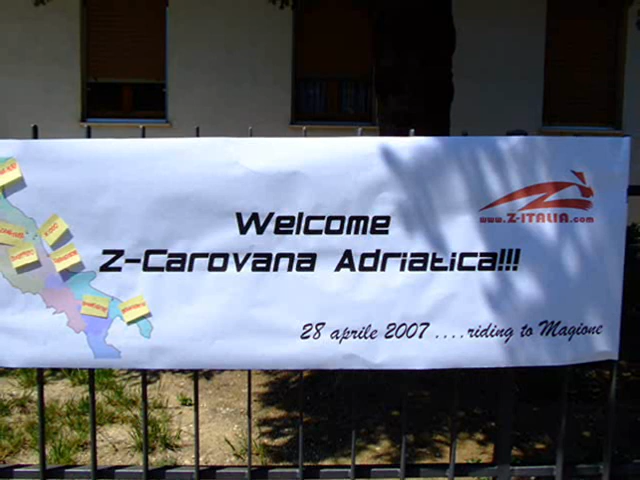 www.Z-ITALIA.com
Welcome
Z-Carovana Adriatica!!!
28 aprile 2007 ....riding to Magione